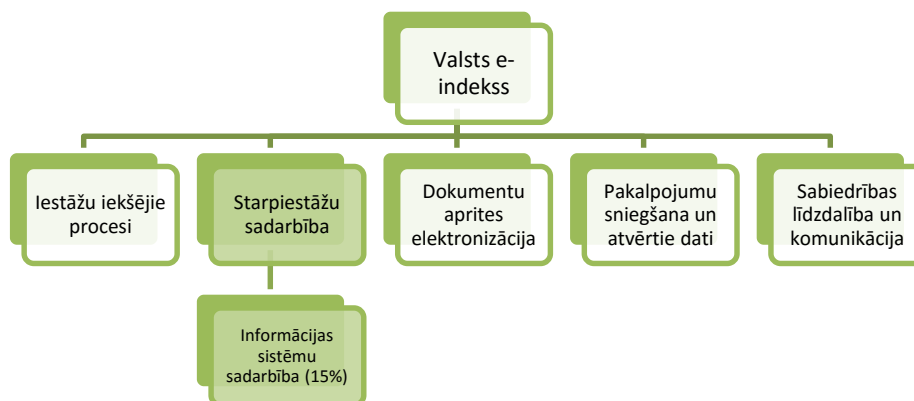 Valsts e-
indekss
Iestāžu iekšējie
procesi
Starpiestāžu
sadarbība
Dokumentu
aprites
elektronizācija
Pakalpojumu
sniegšana un
atvērtie dati
Sabiedrības
līdzdalība un
komunikācija
Informācijas
sistēmu
sadarbība (15%)